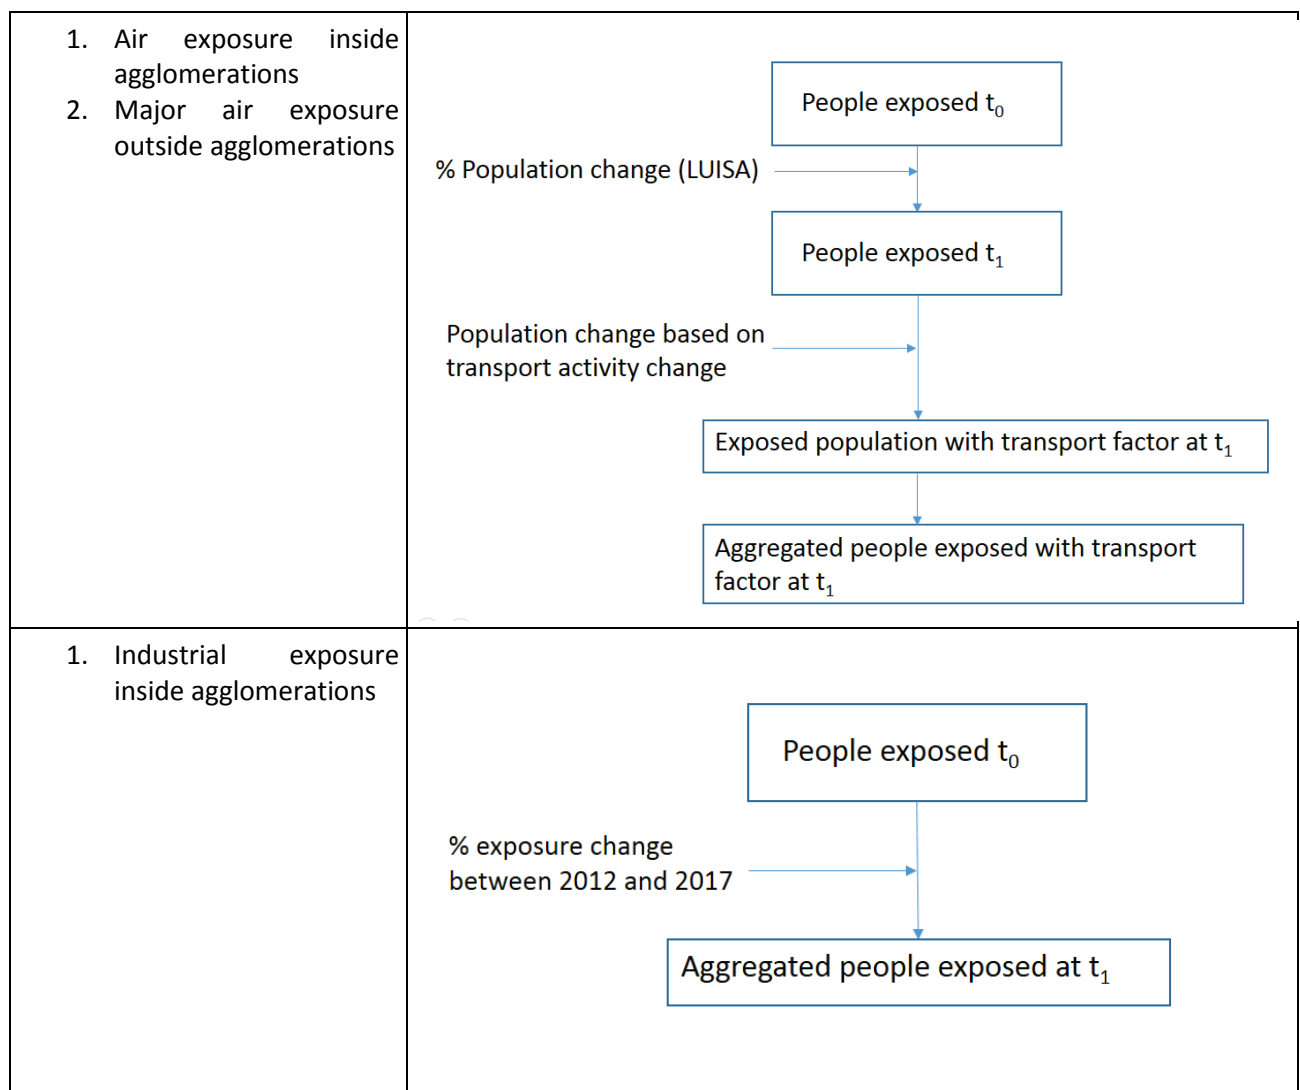 1. Air exposure inside
agglomerations
2. Major air exposure
outside agglomerations
People exposed t₀
% Population change (LUISA)
People exposed t₁
Population change based on
transport activity change
Exposed population with transport factor at t₁
Aggregated people exposed with transport
factor at t₁
1. Industrial exposure
inside agglomerations
People exposed t₀
% exposure change
between 2012 and 2017
Aggregated people exposed at t₁